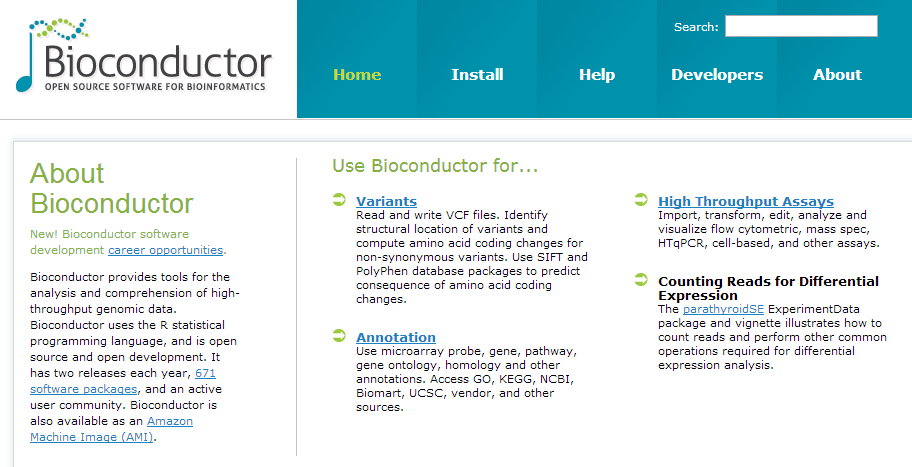 Bioconductor
OPEN SOURCE SOFTWARE FOR BIOINFORMATICS
Search:
Home
Install
Help
Developers
About
About
Bioconductor
New! Bioconductor software
development career opportunities.
Bioconductor provides tools for the
analysis and comprehension of high-
throughput genomic data.
Bioconductor uses the R statistical
programming language, and is open
source and open development. It
has two releases each year, 671
software packages, and an active
user community. Bioconductor is
also available as an Amazon
Machine Image (AMI).
Use Bioconductor for...
Variants
Read and write VCF files. Identify
structural location of variants and
compute amino acid coding changes for
non-synonymous variants. Use SIFT and
PolyPhen database packages to predict
consequence of amino acid coding
changes.
Annotation
Use microarray probe, gene, pathway,
gene ontology, homology and other
annotations. Access GO, KEGG, NCBI,
Biomart, UCSC, vendor, and other
sources.
High Throughput Assays
Import, transform, edit, analyze and
visualize flow cytometric, mass spec,
HTqPCR, cell-based, and other assays.
Counting Reads for Differential
Expression
The parathyroidSE ExperimentData
package and vignette illustrates how to
count reads and perform other common
operations required for differential
expression analysis.